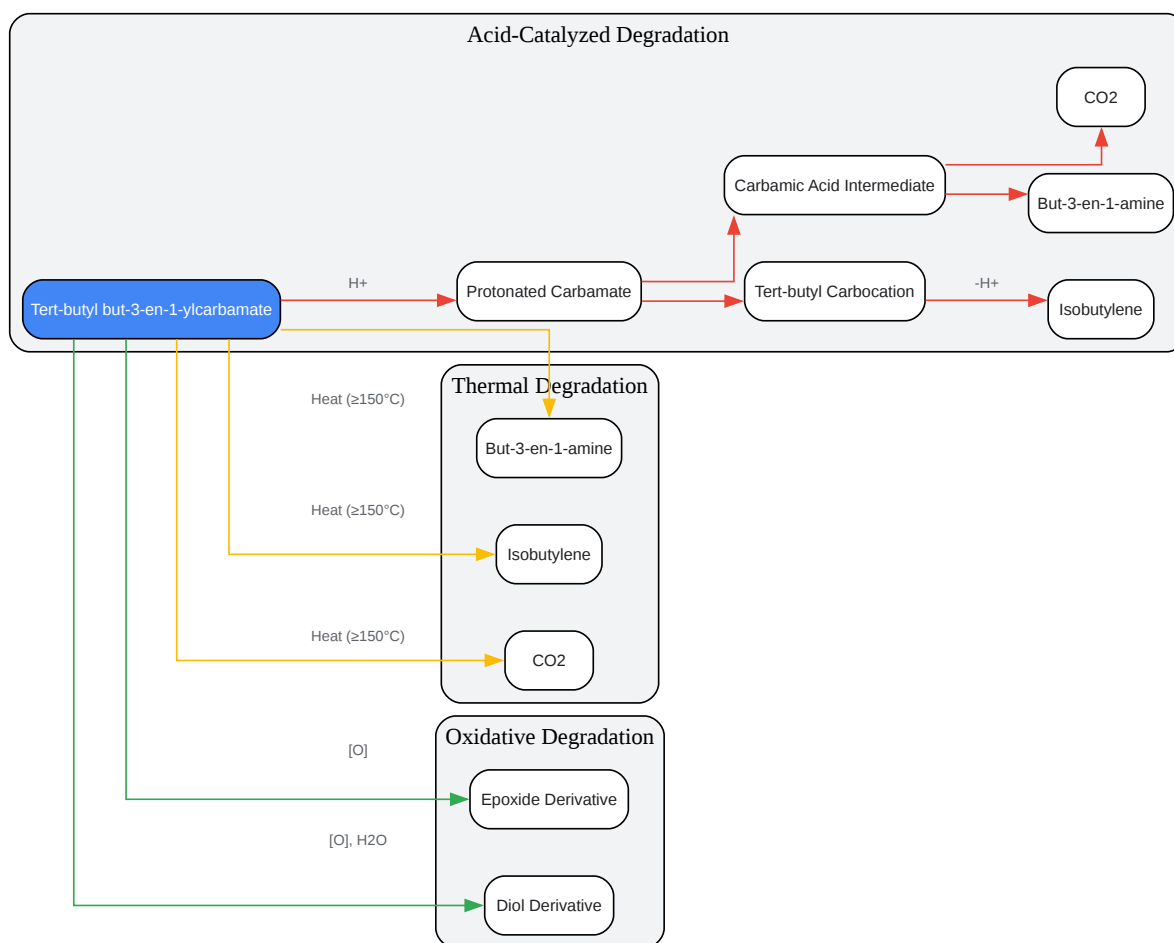 Acid-Catalyzed Degradation
CO2
Carbamic Acid Intermediate
But-3-en-1-amine
Tert-butyl but-3-en-1-ylcarbamate
H+
Protonated Carbamate
Tert-butyl Carbocation
-H+
Isobutylene
Thermal Degradation
Heat (≥150°C)
But-3-en-1-amine
Heat (≥150°C)
Isobutylene
Heat (≥150°C)
CO2
Oxidative Degradation
[O]
Epoxide Derivative
[O], H2O
Diol Derivative